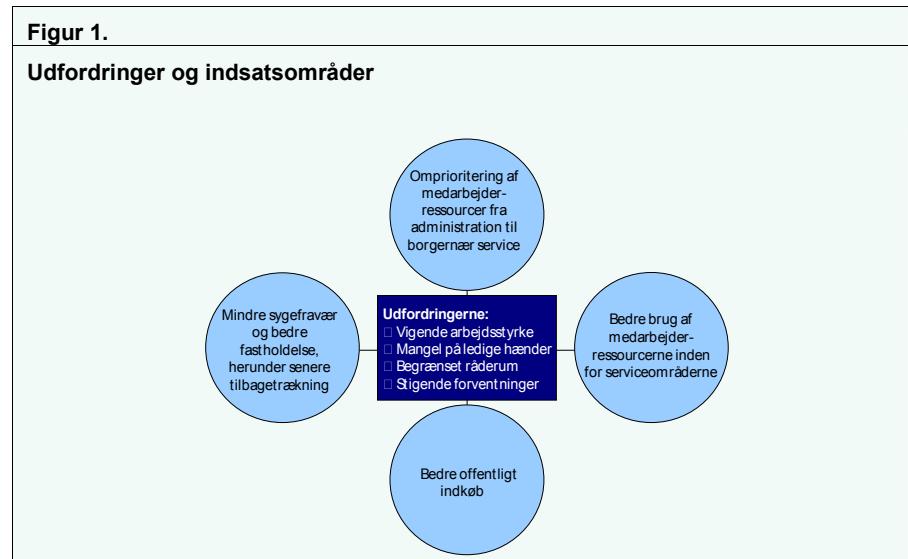 Figur 1.
Udfordringer og indsatsområder
Omprioritering af
medarbejder-
ressourcer fra
administration til
borgernær service
Mindre sygefravær
og bedre
fastholdelse,
herunder senere
tilbagetrækning
Udfordringerne:
□ Vigende arbejdsstyrke
□ Mangel på ledige hænder
□ Begrænset råderum
□ Stigende forventninger
Bedre brug af
medarbejder-
ressourcerne inden
for serviceområderne
Bedre offentligt
indkøb